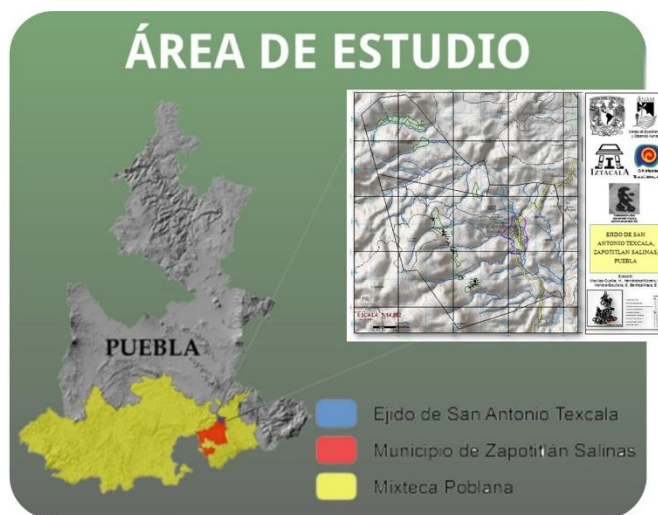 ÁREA DE ESTUDIO
PUEBLA
IZTACALA
EJIDO DE SAN
ANTONIO TEXCALA,
ZAPOTITLAN SALINAS,
PUEBLA
Ejido de San Antonio Texcala
Municipio de Zapotitlán Salinas
Mixteca Poblana